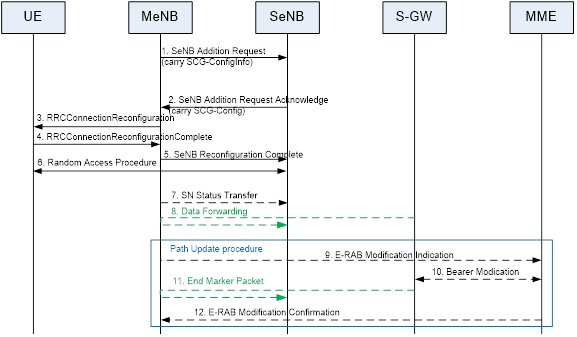 UE
MeNB
SeNB
S-GW
MME
1. SeNB Addition Request
(carry SCG-ConfigInfo)
2. SeNB Addition Request Acknowledge
(carry SCG-Config)
3. RRCConnectionReconfiguration
4. RRCConnectionReconfigurationComplete
5. SeNB Reconfiguration Complete
6. Random Access Procedure
7. SN Status Transfer
8. Data Forwarding
Path Update procedure
9. E-RAB Modification Indication
10. Bearer Modication
11. End Marker Packet
12. E-RAB Modification Confirmation